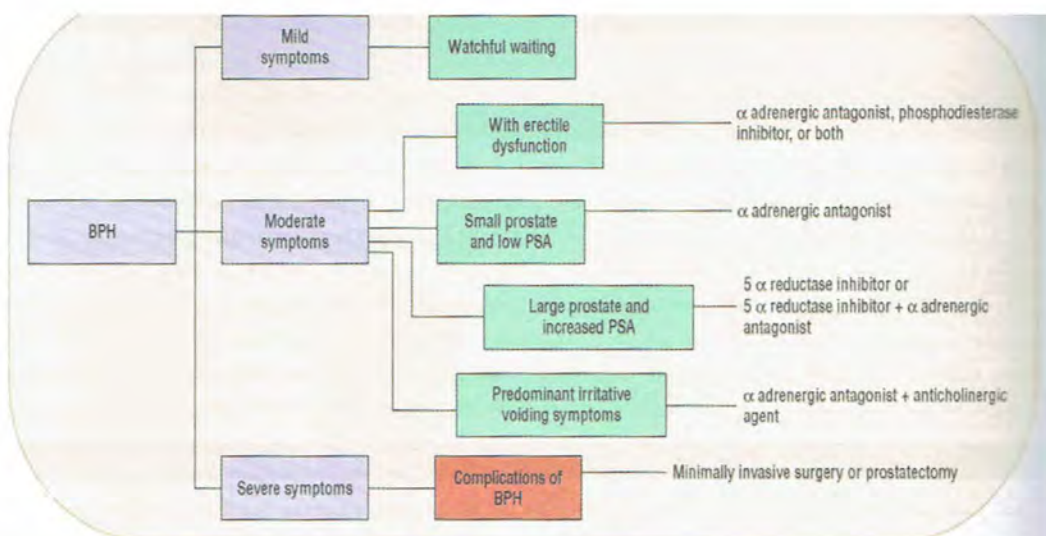 Mild
symptoms
Watchful waiting
With erectile
dysfunction
α adrenergic antagonist, phosphodiesterase
inhibitor, or both
BPH
Moderate
symptoms
Small prostate
and low PSA
α adrenergic antagonist
Large prostate and
increased PSA
5 α reductase inhibitor or
5 α reductase inhibitor + α adrenergic
antagonist
Predominant irritative
voiding symptoms
α adrenergic antagonist + anticholinergic
agent
Severe symptoms
Complications of
BPH
Minimally invasive surgery or prostatectomy